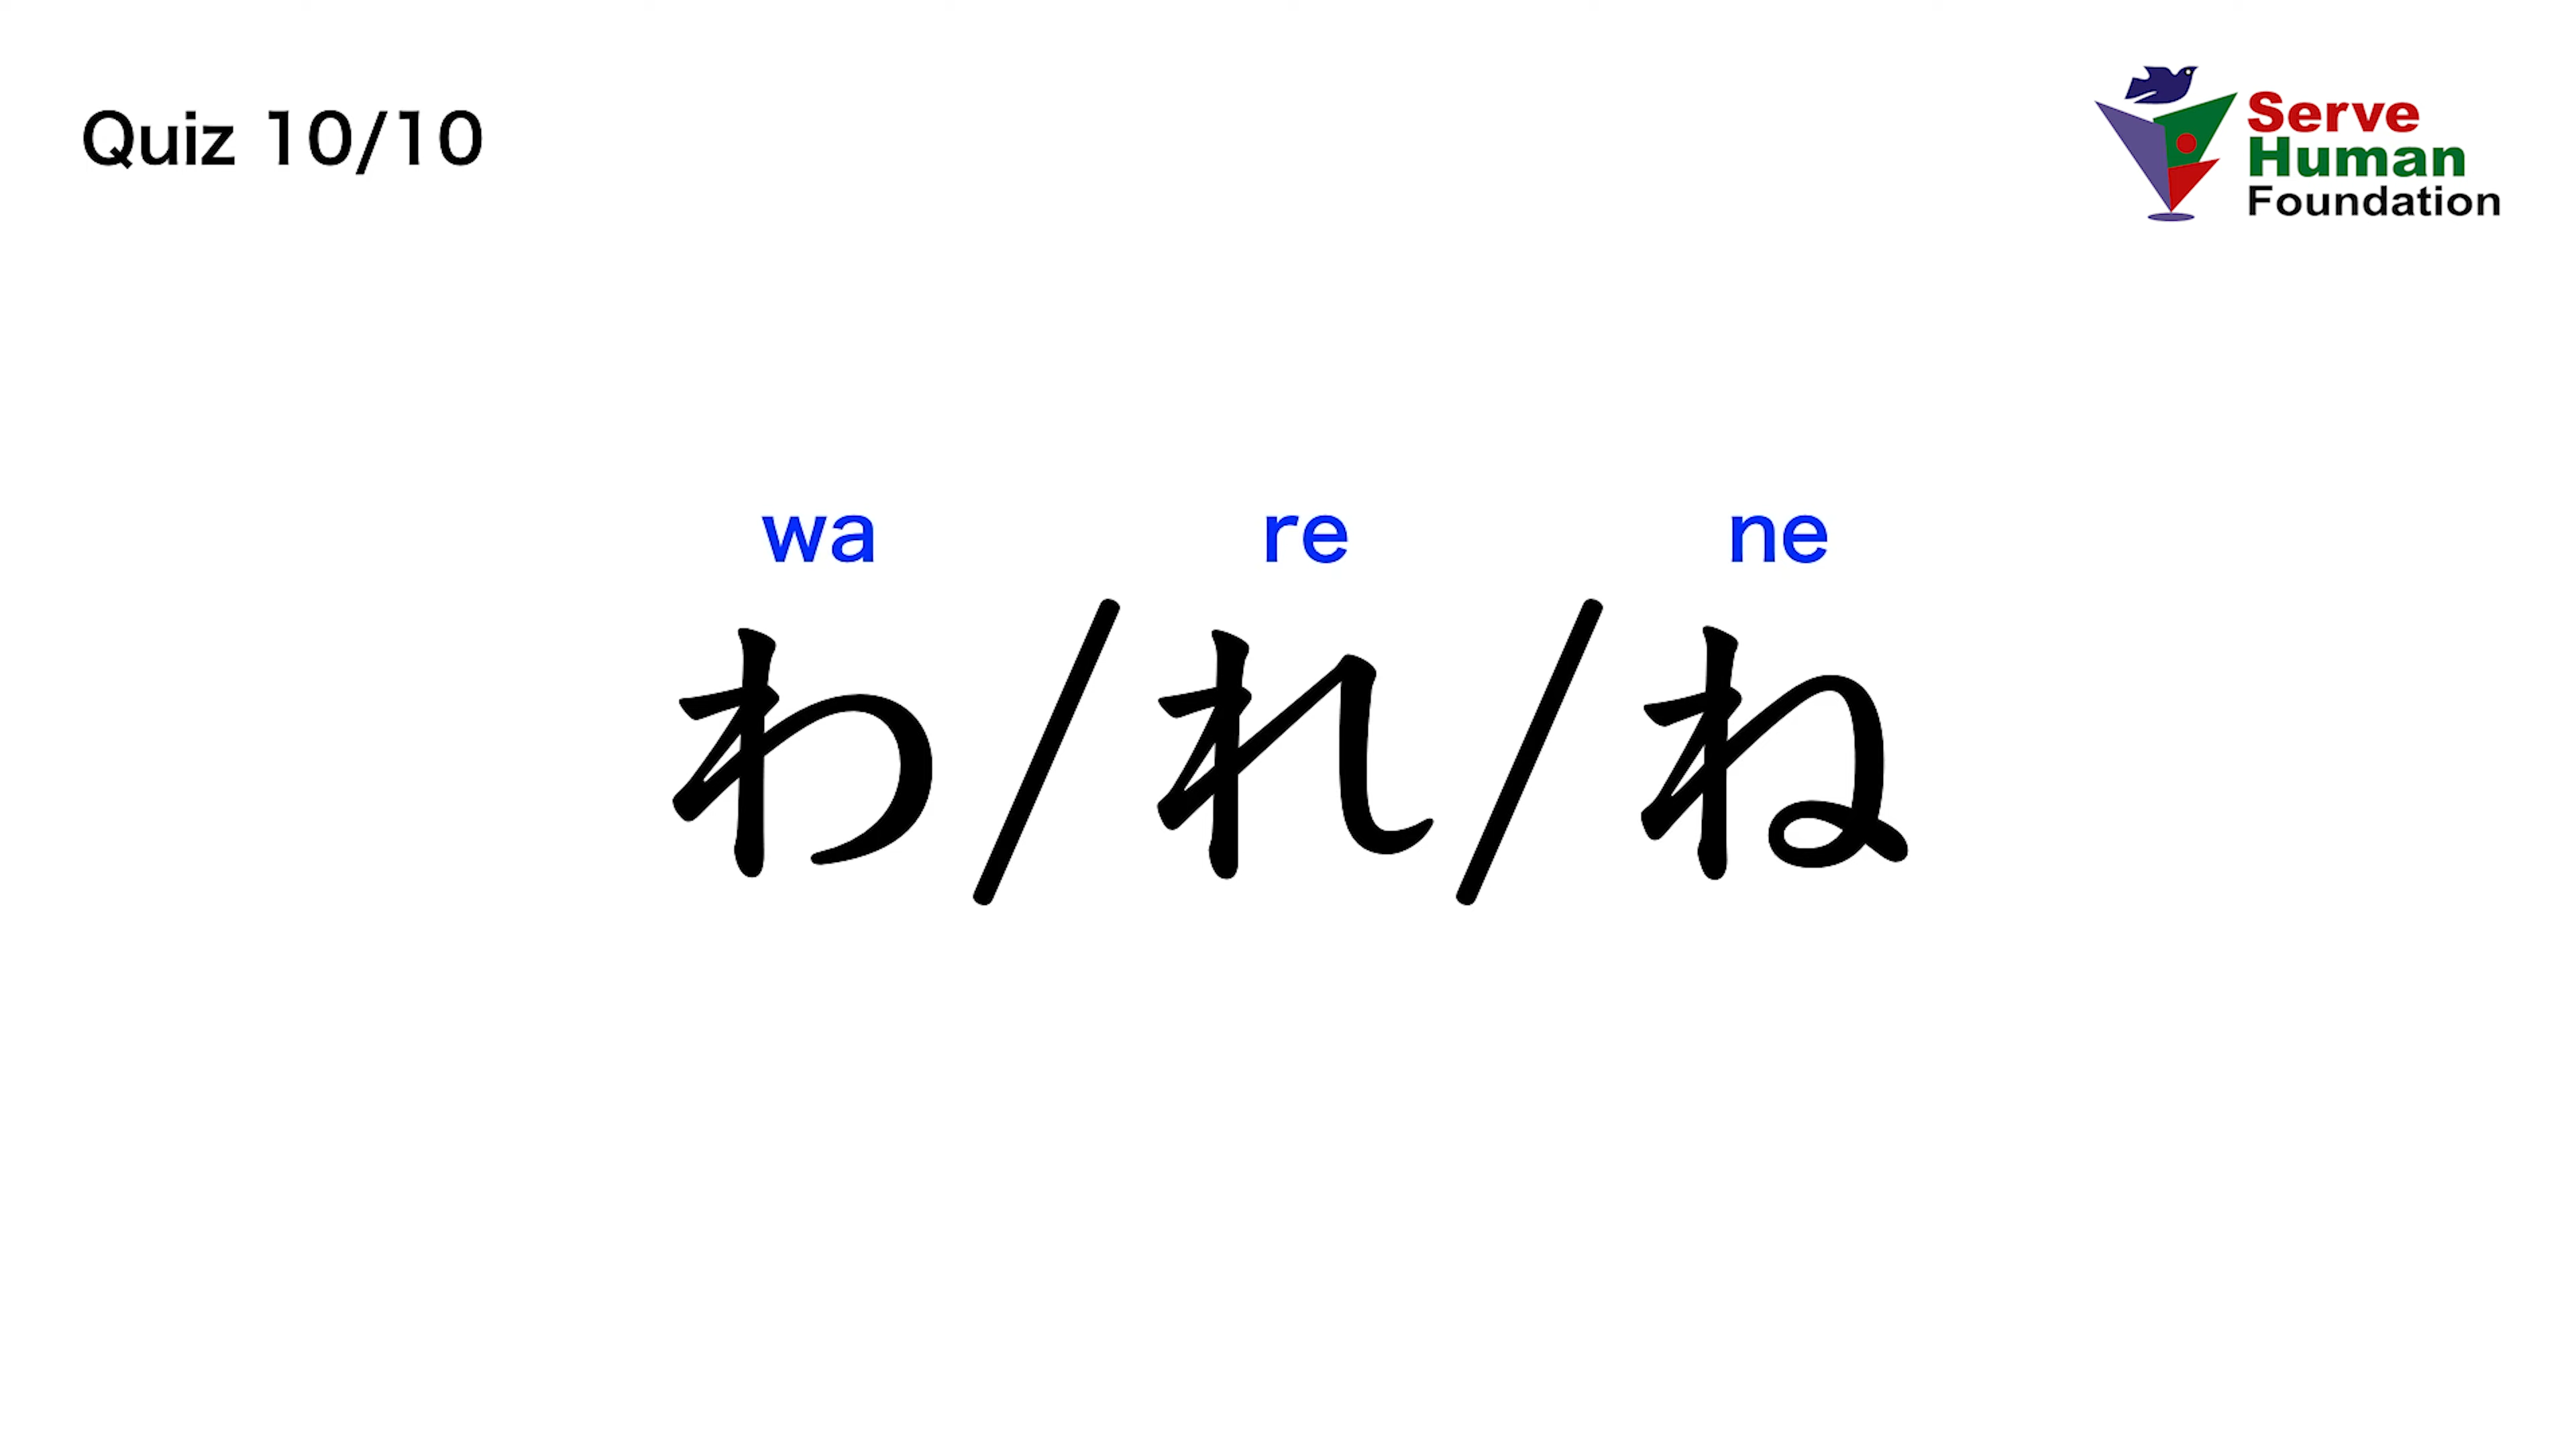 Quiz 10/10
Serve
Human
Foundation
wa re ne
わ/れ/ね